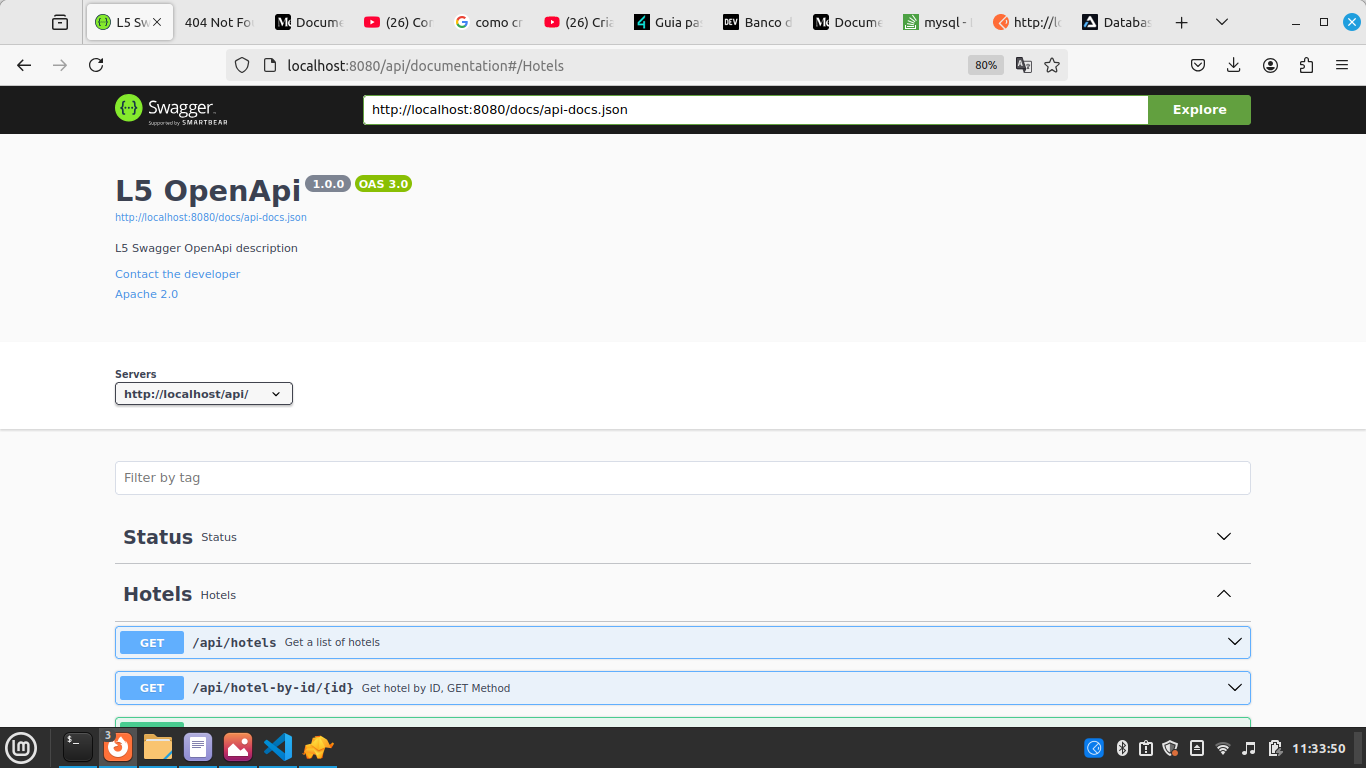 L5 Swagger
404 Not Fo
Docume
(26) Con
como cr
(26) Cria
Guia pa
DEV Banco d
Docume
mysql - L
http://lo
Databas
localhost:8080/api/documentation#/Hotels
80%
Swagger
Supported by SMARTBEAR
http://localhost:8080/docs/api-docs.json
Explore
L5 OpenApi 1.0.0 OAS 3.0
http://localhost:8080/docs/api-docs.json
L5 Swagger OpenApi description
Contact the developer
Apache 2.0
Servers
http://localhost/api/
Filter by tag
Status Status
Hotels Hotels
GET /api/hotels Get a list of hotels
GET /api/hotel-by-id/{id} Get hotel by ID, GET Method
3
11:33:50